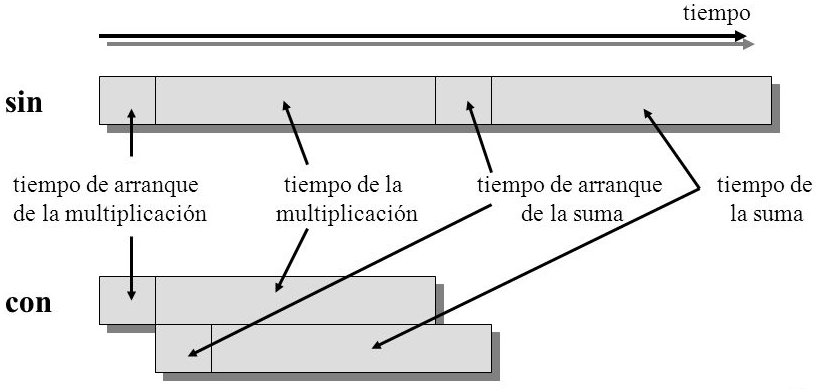 tiempo
sin
tiempo de arranque
de la multiplicación
tiempo de la
multiplicación
tiempo de arranque
de la suma
tiempo de
la suma
con